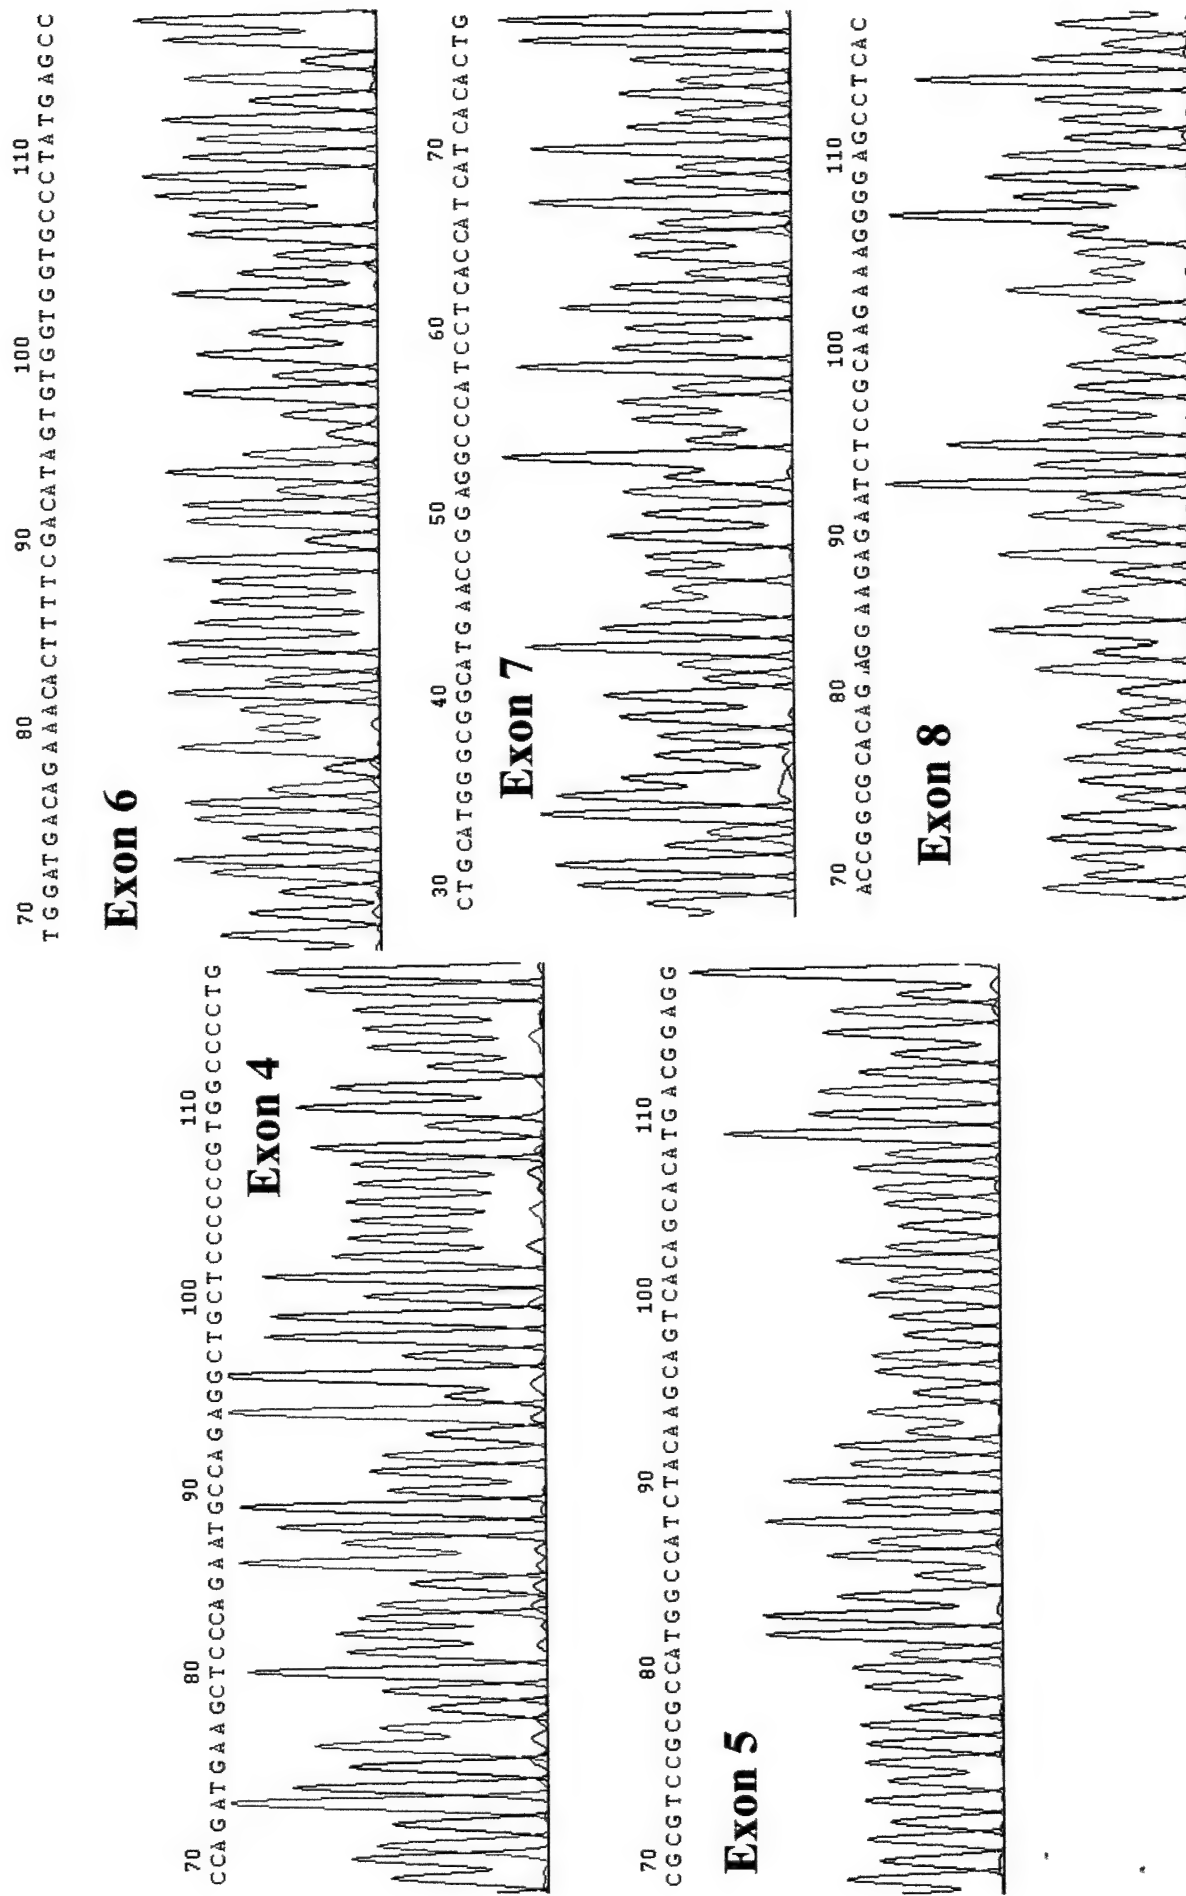 70 80 90 100 110
TGGATGACAGAAACACTTTTCGACATAGTGTGGTGGTGCCCTATGAGCC
Exon 6
70 80 90 100 110
CCAGATGAAGCTCCCAGAATGCCAGAGGCTGCTCCCCCCGTGGCCCCTG
Exon 4
30 40 50 60 70
CTGCATGGGCGGCATGAACCGGAGGCCCATCCTCACCATCATCACACTG
Exon 7
70 80 90 100 110
CGCGTCCGCGCCATGGCCATCTACAAGCAGTCACAGCACATGACGGAGG
Exon 5
70 80 90 100 110
ACCGGCGCACAGAGGAAGAGAATCTCCGCAAGAAAGGGGAGCCTCAC
Exon 8